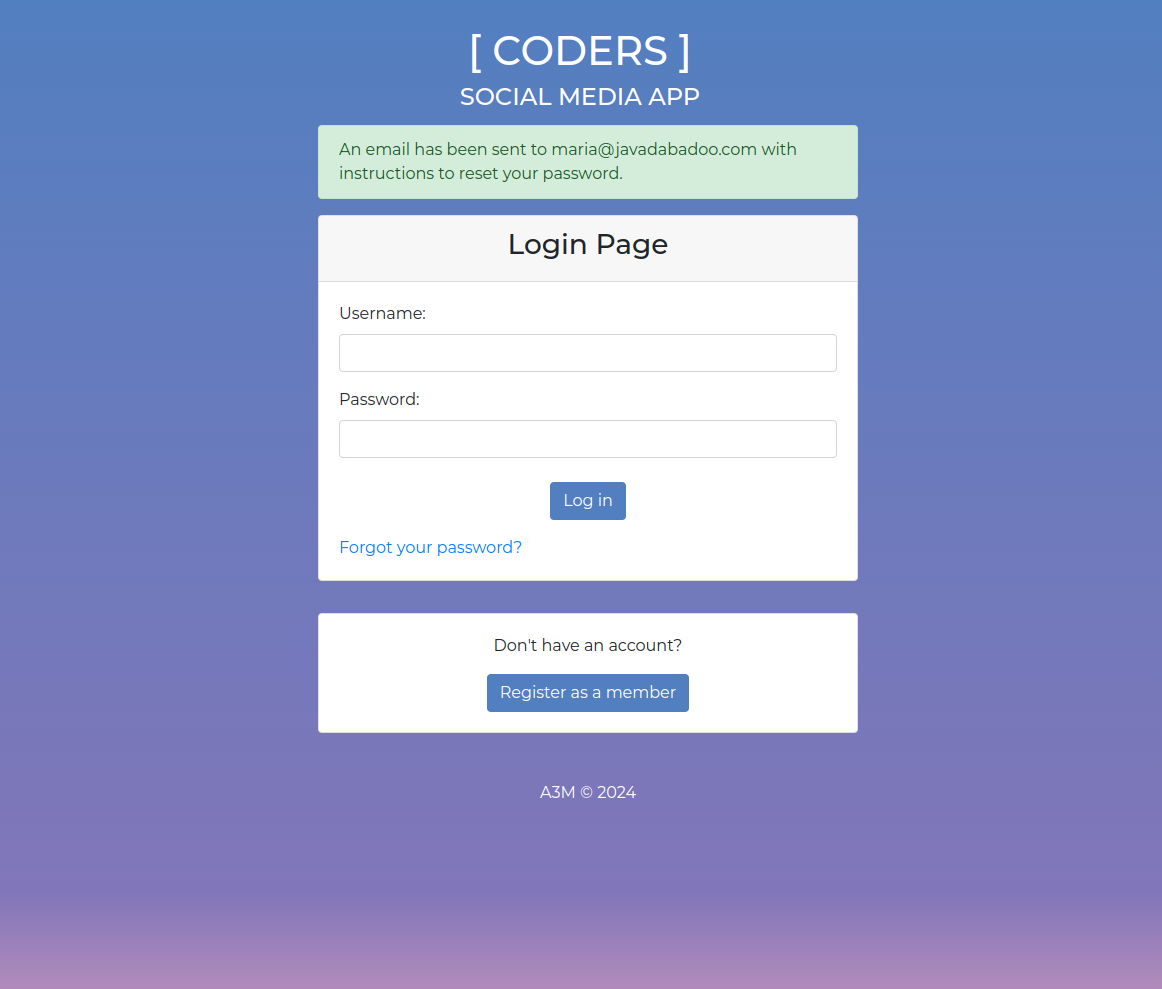 [ CODERS ]
SOCIAL MEDIA APP
An email has been sent to maria@javadabadoo.com with
instructions to reset your password.
Login Page
Username:
Password:
Log in
Forgot your password?
Don't have an account?
Register as a member
A3M © 2024